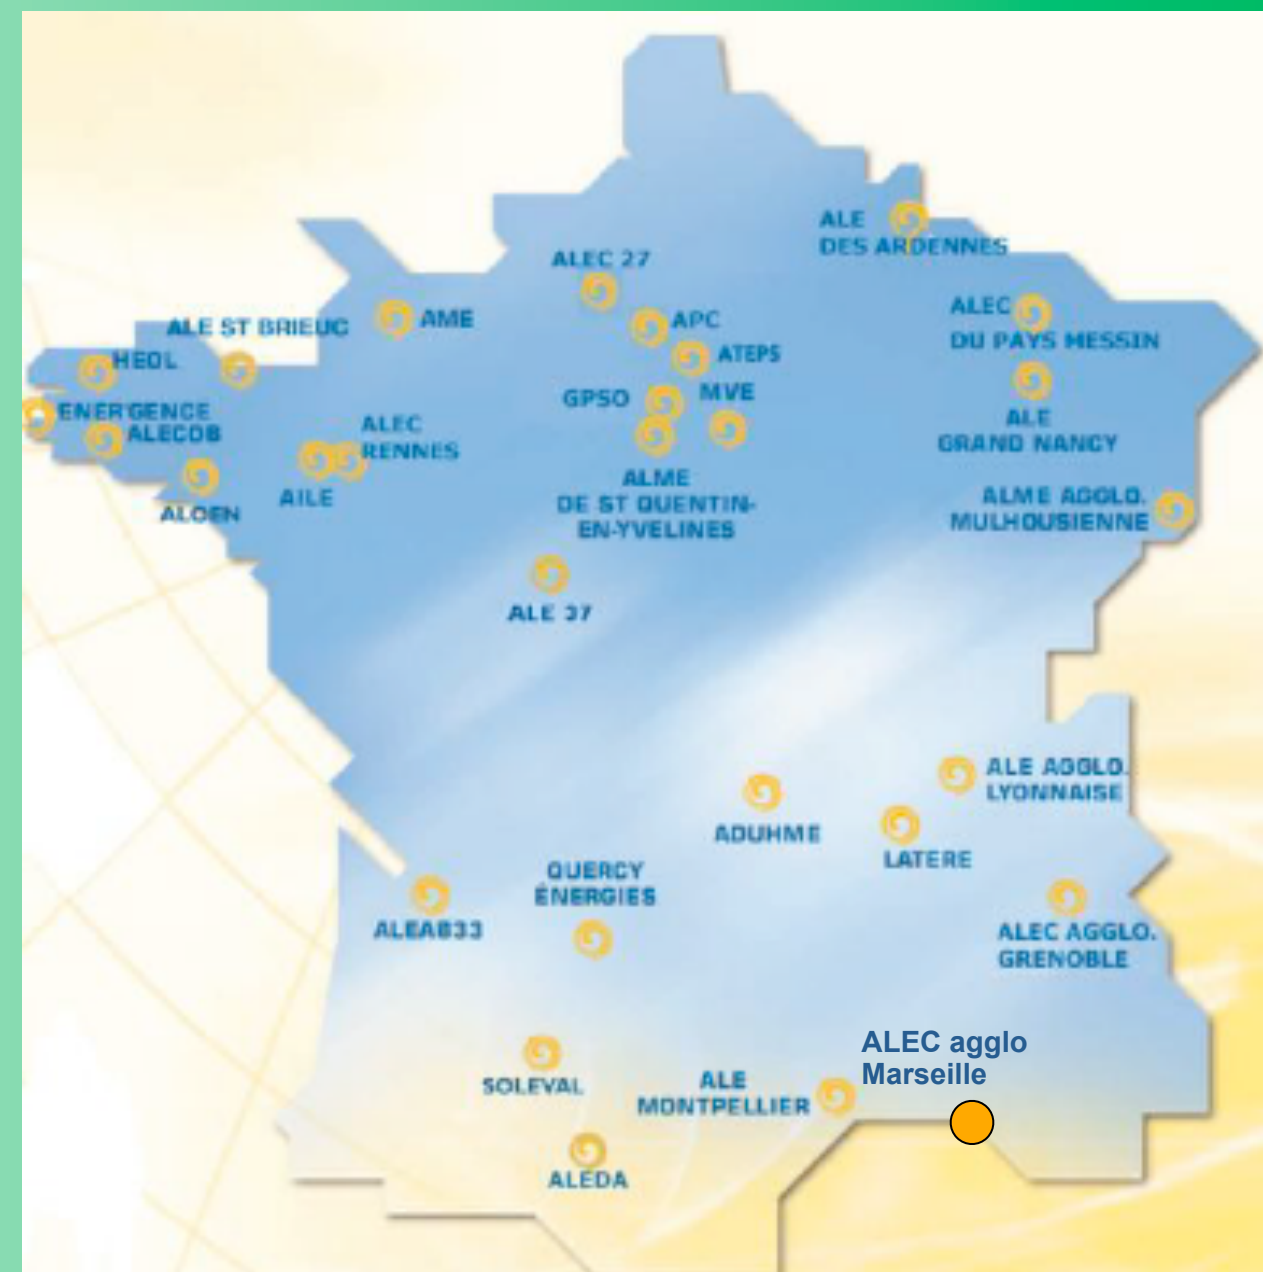 ALE
DES ARDENNES
ALEC 27
ALEC
DU PAYS MESSIN
AME
APC
ALE ST BRIEUC
ATEPS
HEOL
GPSO
MVE
ENER'GENCE
ALECOB
ALEC
RENNES
ALE
GRAND NANCY
AILE
ALOEN
ALME
DE ST QUENTIN-
EN-YVELINES
ALME AGGLO.
MULHOUSIENNE
ALE 37
ALE AGGLO.
LYONNAISE
ADUHME
LATERE
QUERCY
ÉNERGIES
ALEAB33
ALEC AGGLO.
GRENOBLE
ALEC agglo
Marseille
SOLEVAL
ALE
MONTPELLIER
ALEDA